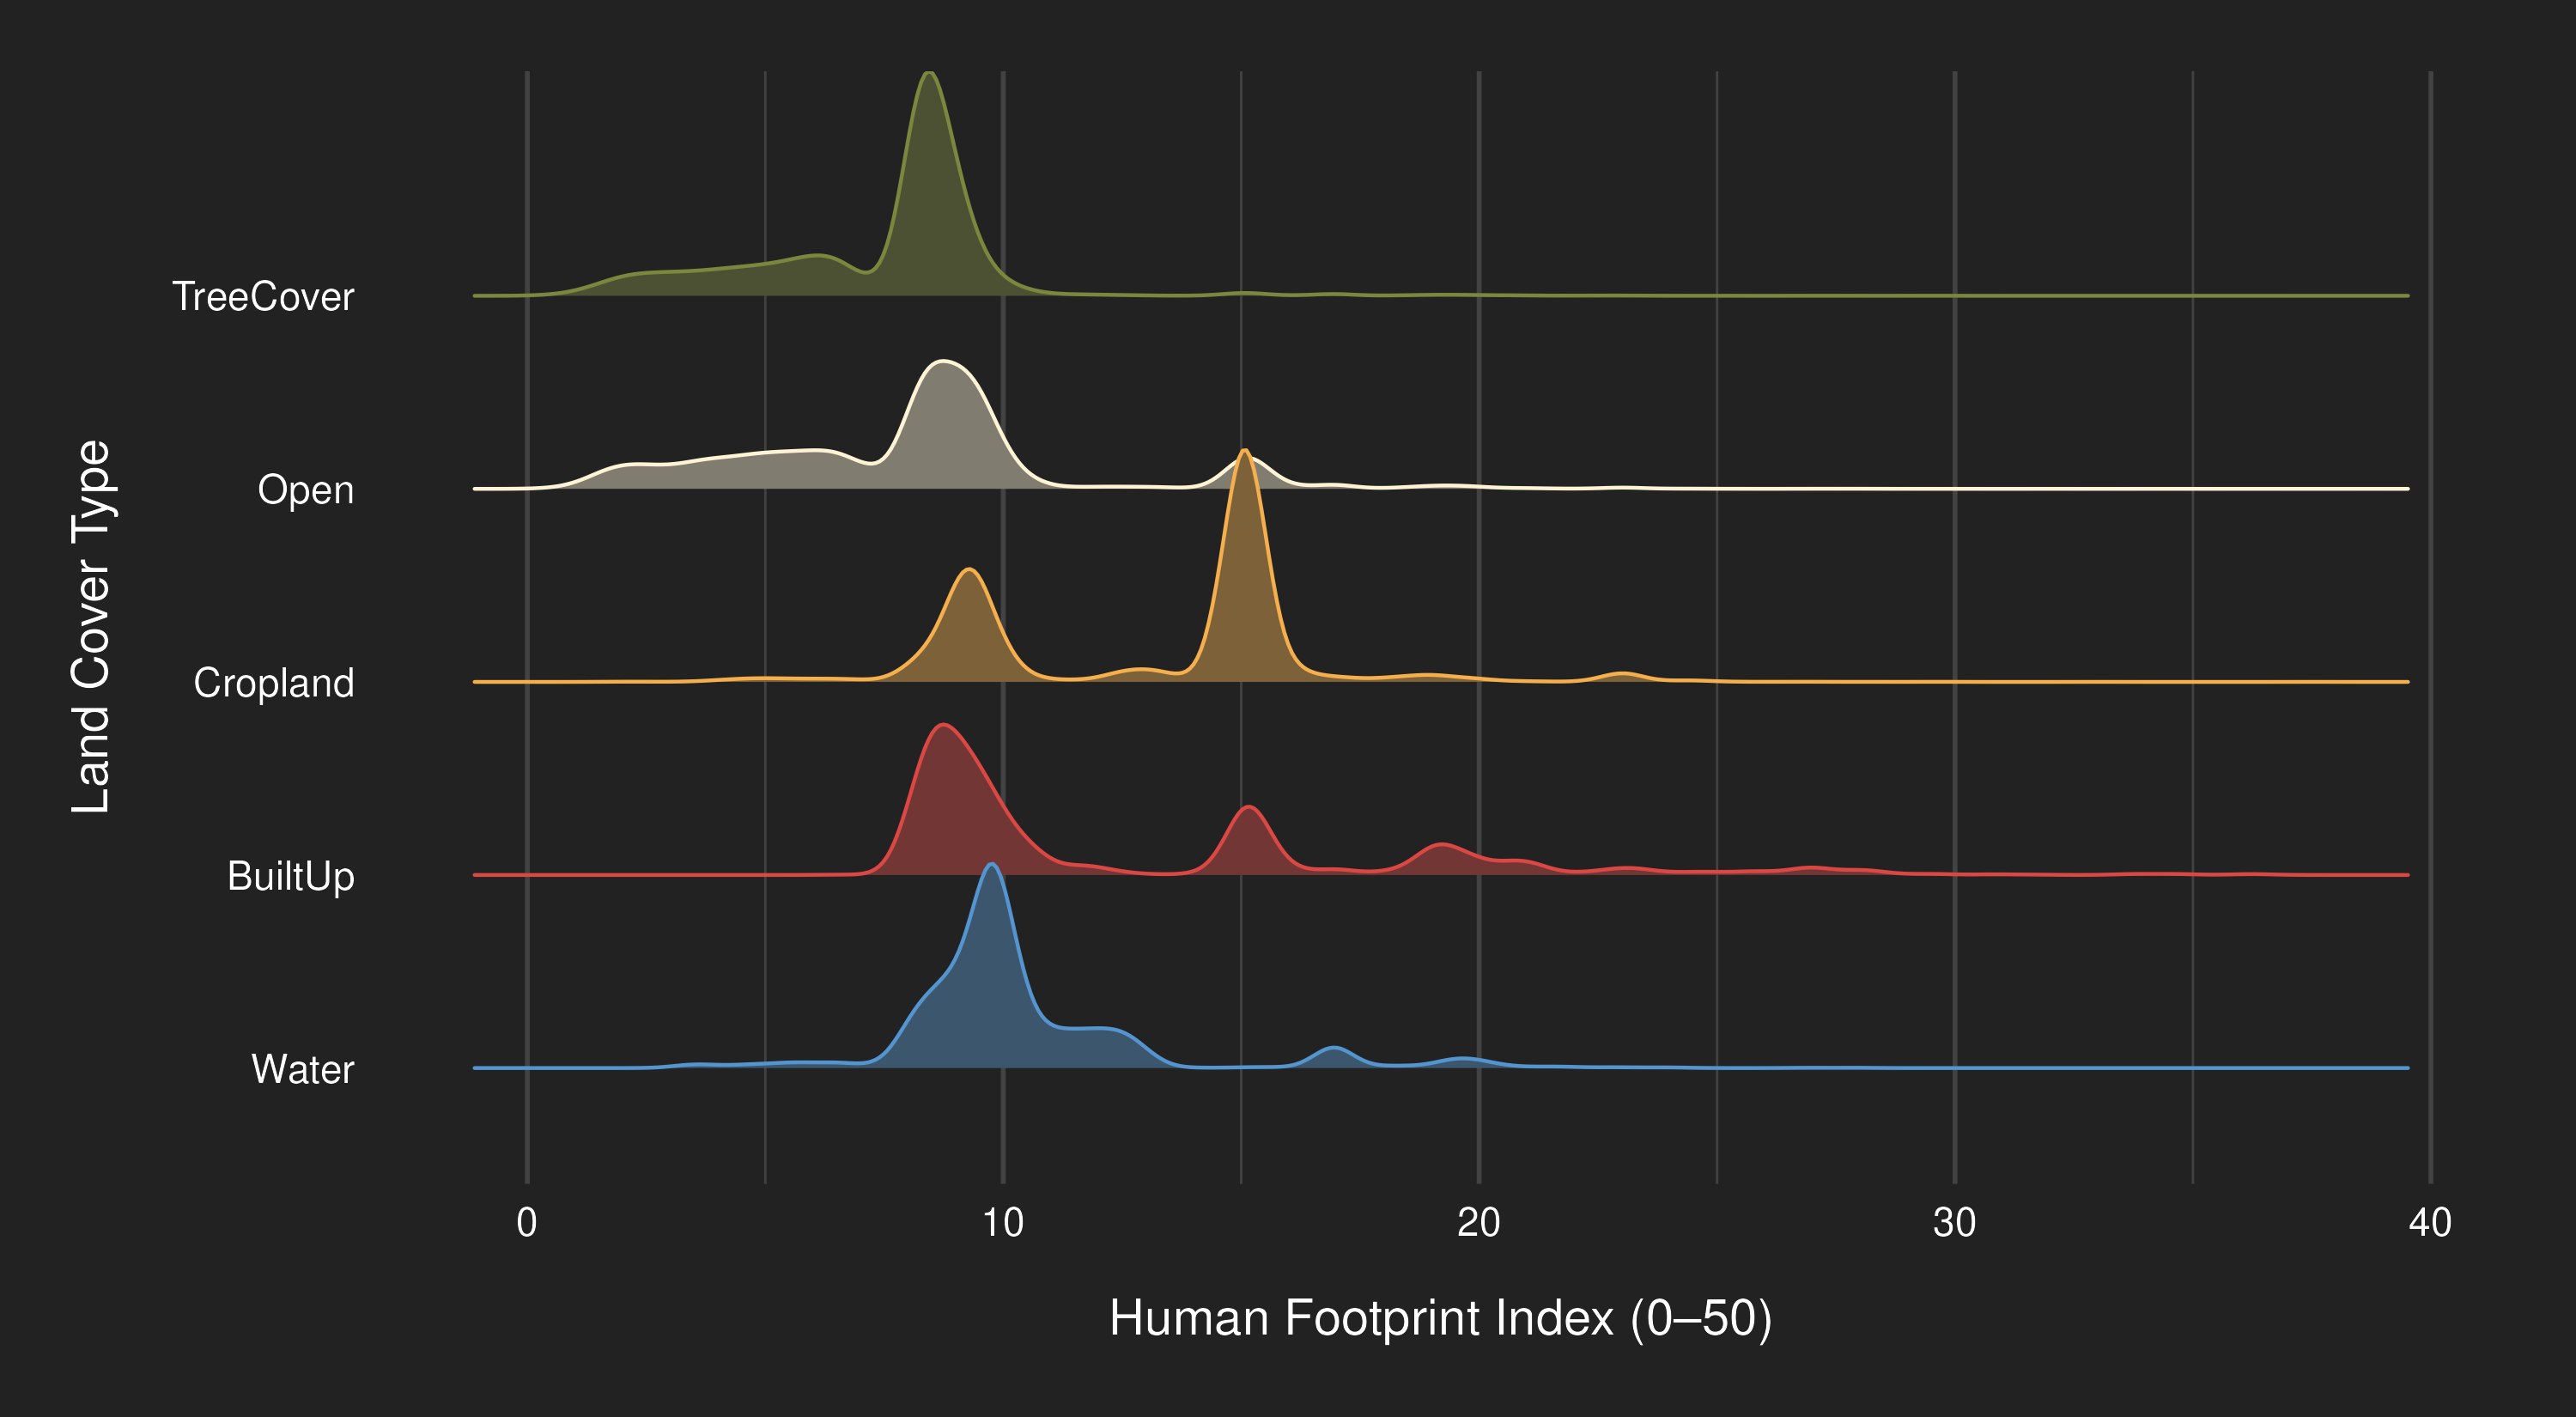 Land Cover Type
TreeCover
Open
Cropland
BuiltUp
Water
0 10 20 30 40
Human Footprint Index (0–50)